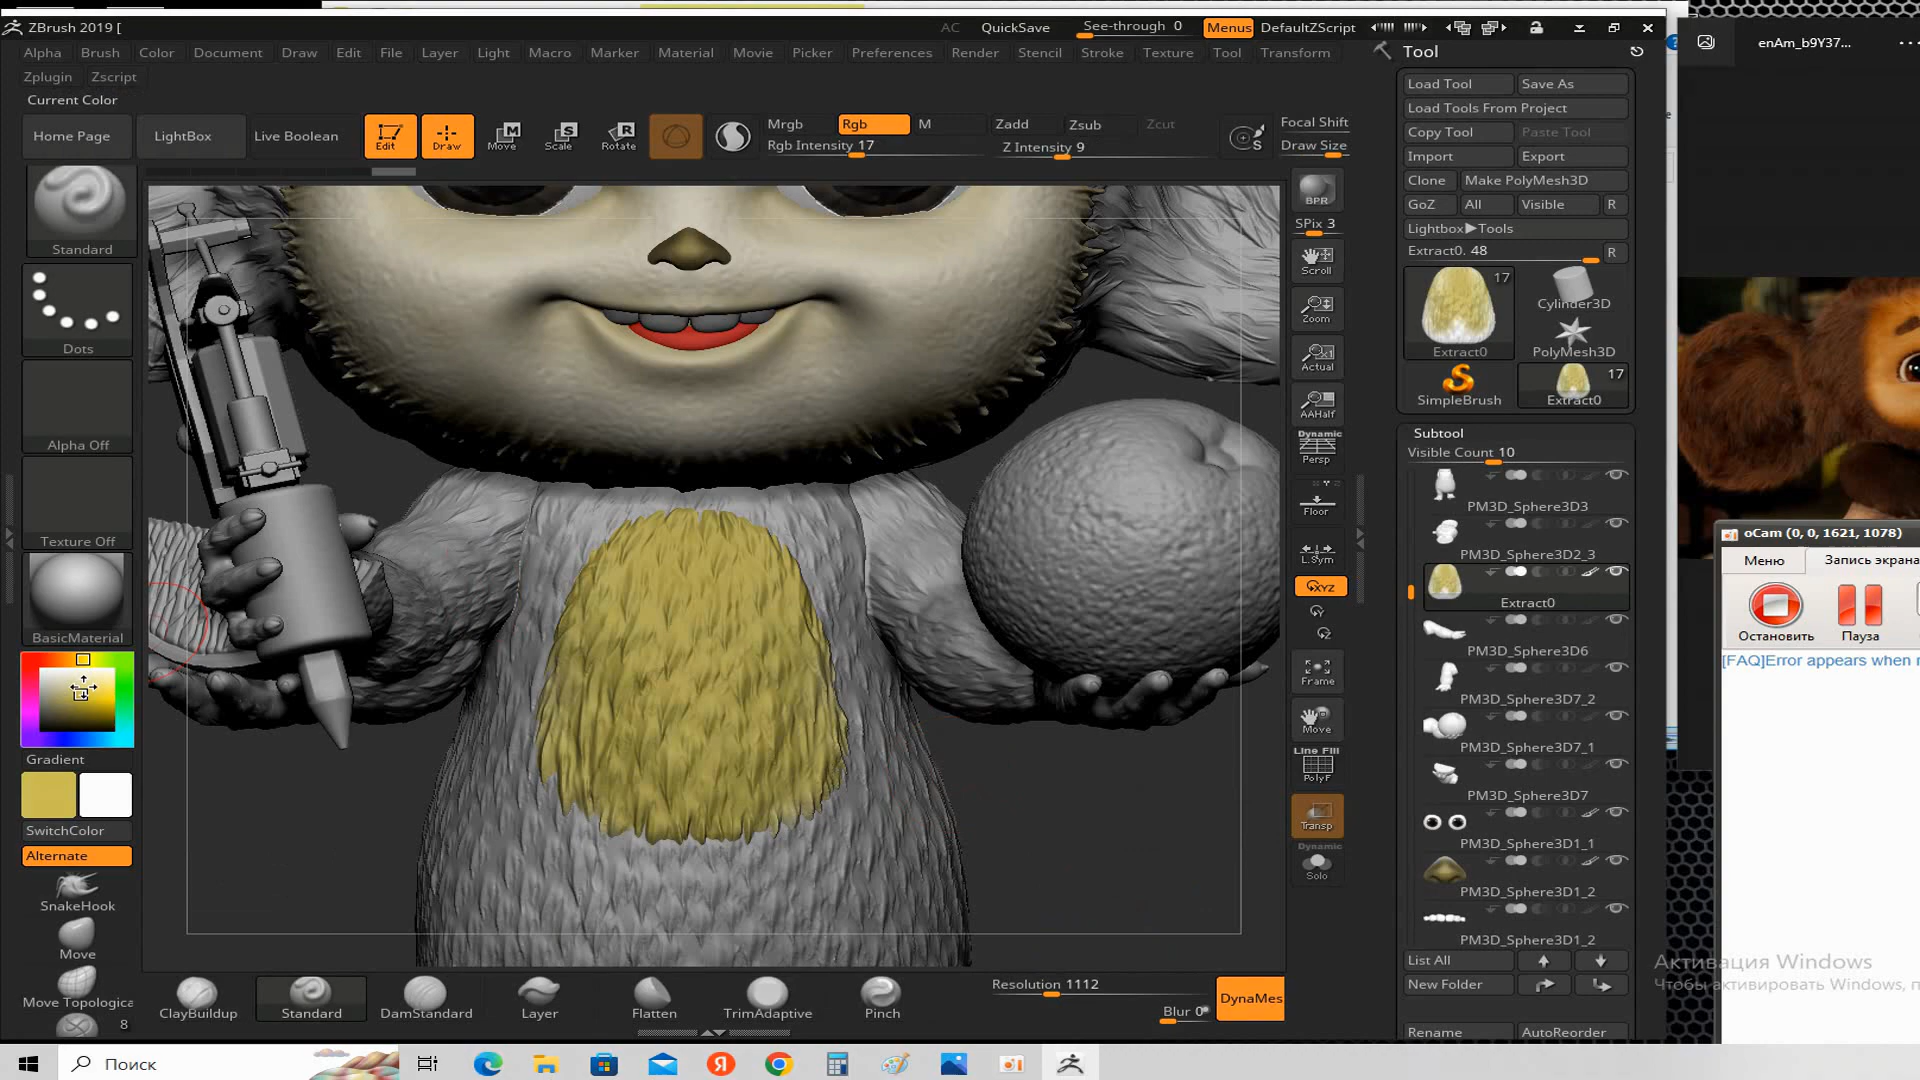 ZBrush 2019 [
AC QuickSave See-through 0 Menus DefaultZScript
Alpha Brush Color Document Draw Edit File Layer Light Macro Marker Material Movie Picker Preferences Render Stencil Stroke Texture Tool Transform
Zplugin Zscript
Current Color
Home Page LightBox Live Boolean Edit Draw Move Scale Rotate
Mrgb Rgb M Zadd Zsub Zcut
Rgb Intensity 17 Z Intensity 9
Focal Shift
Draw Size
Standard
Dots
Alpha Off
Texture Off
BasicMaterial
Gradient
SwitchColor
Alternate
SnakeHook
Move
Move Topologica
8
BPR
SPix 3
Scroll
Zoom
Actual
AAHalf
Dynamic
Persp
Floor
L.Sym
XYZ
Frame
Move
Line Fill
PolyF
Transp
Dynamic
Solo
ClayBuildup Standard DamStandard Layer Flatten TrimAdaptive Pinch
Resolution 1112
Blur 0
DynaMes
Tool
Load Tool Save As
Load Tools From Project
Copy Tool Paste Tool
Import Export
Clone Make PolyMesh3D
GoZ All Visible R
Lightbox▶Tools
Extract0. 48 R
17
Extract0
Cylinder3D
PolyMesh3D
SimpleBrush
17
Extract0
Subtool
Visible Count 10
PM3D_Sphere3D3
PM3D_Sphere3D2_3
Extract0
PM3D_Sphere3D6
PM3D_Sphere3D7_2
PM3D_Sphere3D7_1
PM3D_Sphere3D7
PM3D_Sphere3D1_1
PM3D_Sphere3D1_2
PM3D_Sphere3D1_2
List All
New Folder
Rename AutoReorder
enAm_b9Y37...
oCam (0, 0, 1621, 1078)
Меню Запись экрана
Остановить Пауза
[FAQ]Error appears when
Активация Windows
Чтобы активировать Windows, п
Поиск